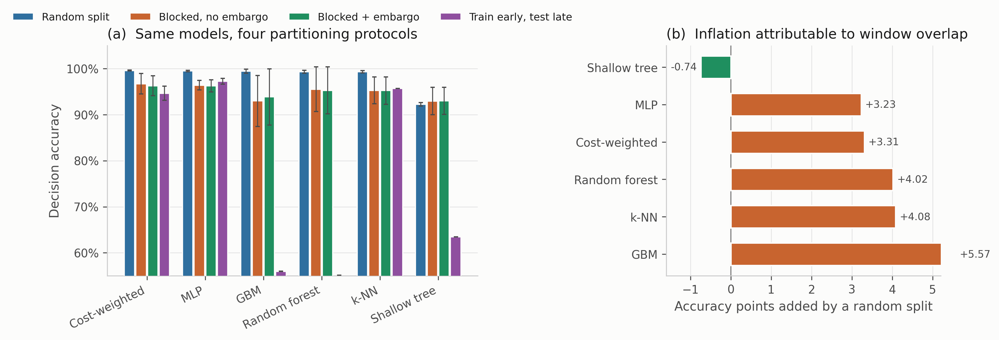 Random split
Blocked, no embargo
Blocked + embargo
Train early, test late
(a) Same models, four partitioning protocols
Decision accuracy
100%
90%
80%
70%
60%
Cost-weighted
MLP
GBM
Random forest
k-NN
Shallow tree
(b) Inflation attributable to window overlap
Shallow tree
-0.74
MLP
+3.23
Cost-weighted
+3.31
Random forest
+4.02
k-NN
+4.08
GBM
+5.57
−1
0
1
2
3
4
5
Accuracy points added by a random split